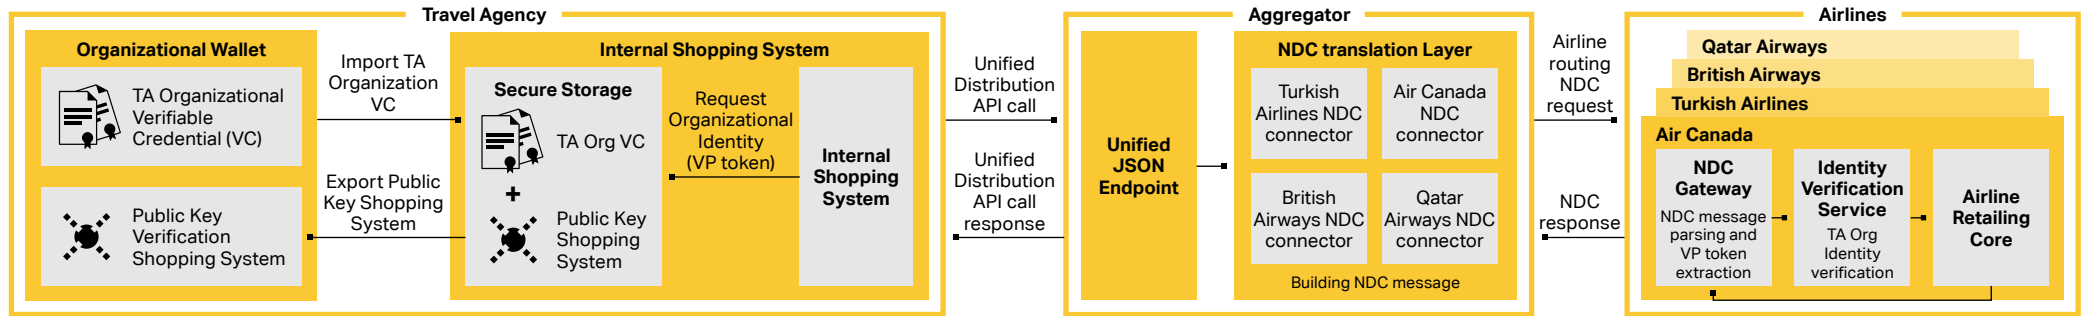 Travel Agency
Organizational Wallet
TA Organizational
Verifiable
Credential (VC)
Public Key
Verification
Shopping System
Import TA
Organization
VC
Export Public
Key Shopping
System
Internal Shopping System
Secure Storage
TA Org VC
+
Public Key
Shopping
System
Request
Organizational
Identity
(VP token)
Internal
Shopping
System
Unified
Distribution
API call
Unified
Distribution
API call
response
Aggregator
Unified
JSON
Endpoint
NDC translation Layer
Turkish
Airlines NDC
connector
Air Canada
NDC
connector
British
Airways NDC
connector
Qatar
Airways NDC
connector
Building NDC message
Airline
routing
NDC
request
NDC
response
Airlines
Qatar Airways
British Airways
Turkish Airlines
Air Canada
NDC
Gateway
NDC message
parsing and
VP token
extraction
Identity
Verification
Service
TA Org
Identity
verification
Airline
Retailing
Core